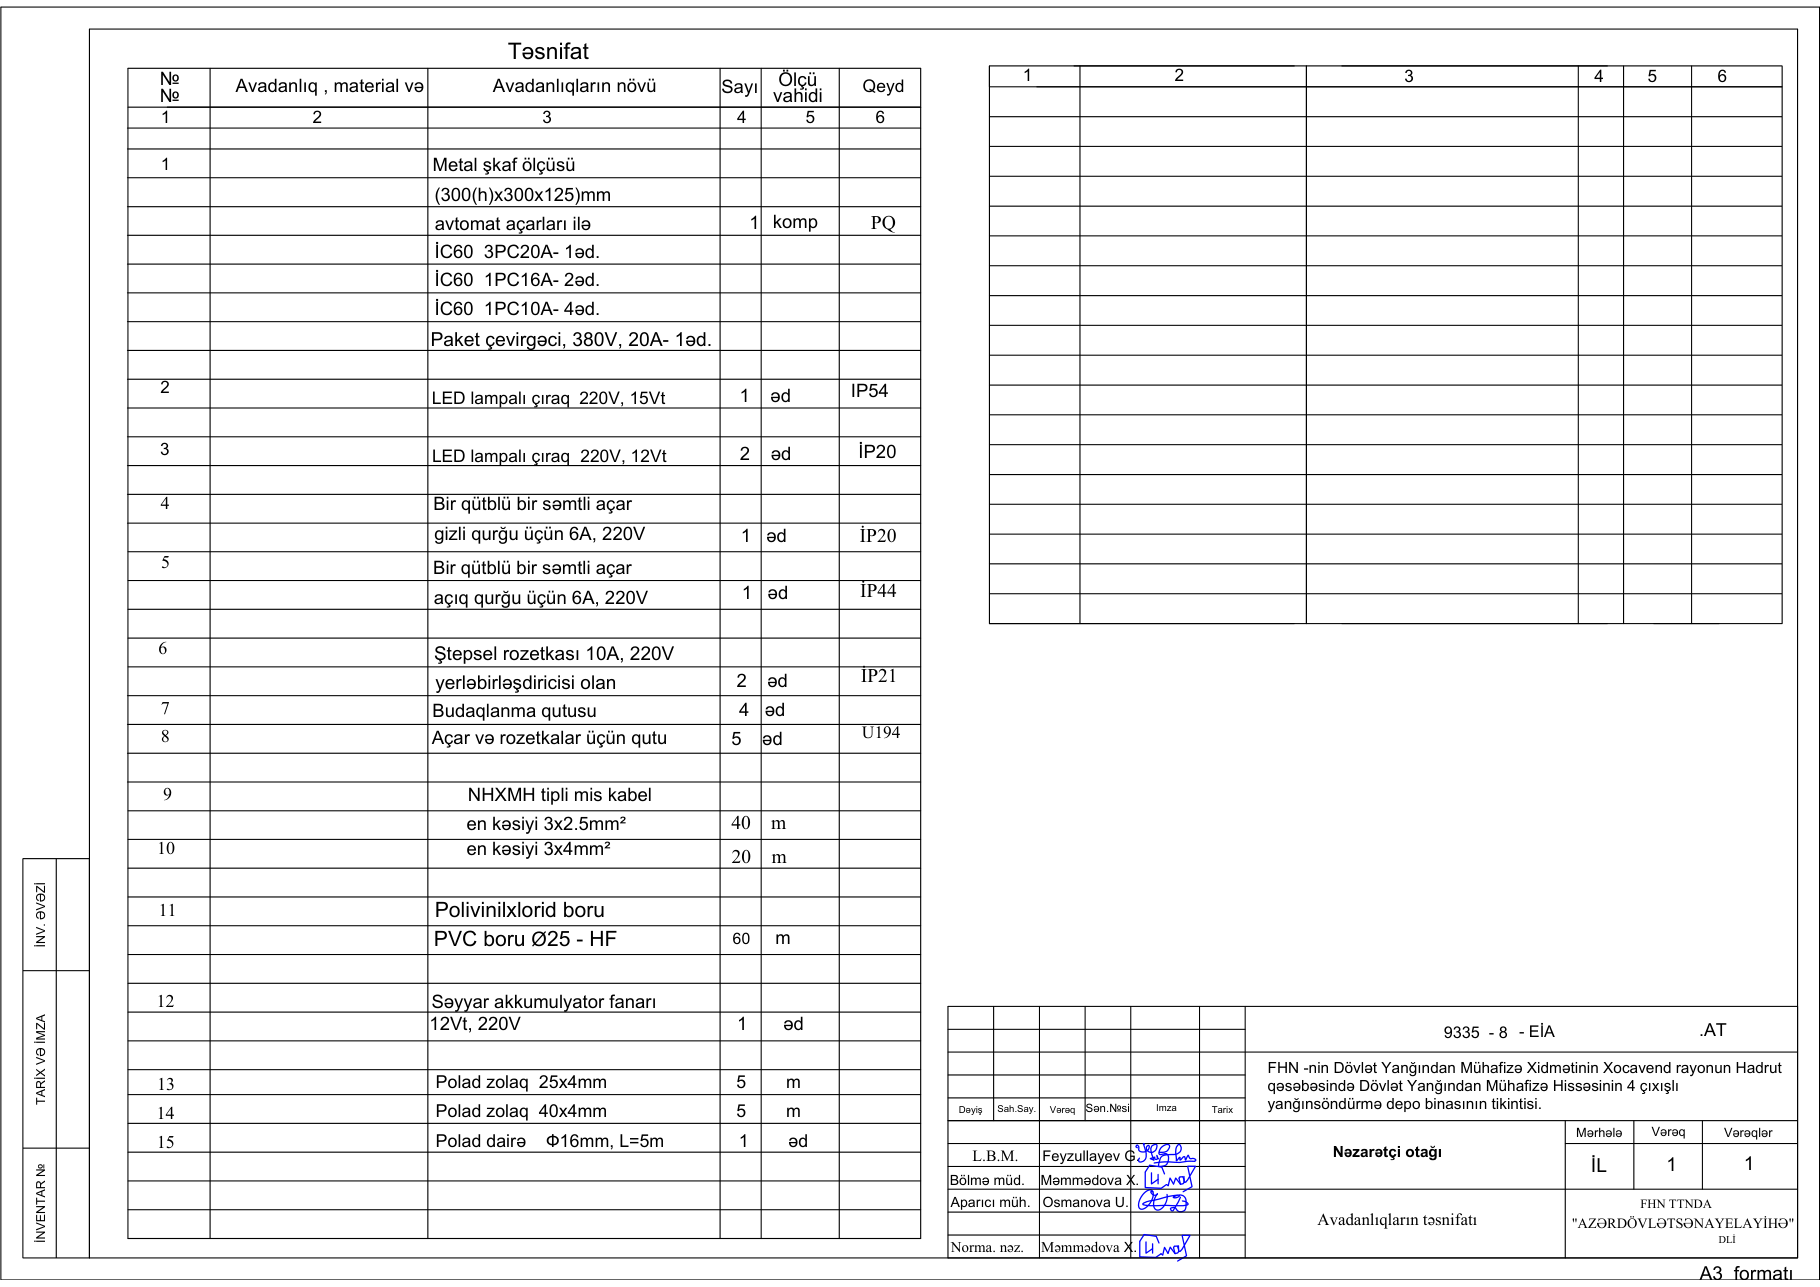 Təsnifat
№ № Avadanlıq , material və Avadanlıqların növü Sayı Ölçü vahidi Qeyd
1 2 3 4 5 6
1 Metal şkaf ölçüsü
(300(h)x300x125)mm
avtomat açarları ilə 1 komp PQ
İC60 3PC20A- 1əd.
İC60 1PC16A- 2əd.
İC60 1PC10A- 4əd.
Paket çevirgəci, 380V, 20A- 1əd.
2 LED lampalı çıraq 220V, 15Vt 1 əd IP54
3 LED lampalı çıraq 220V, 12Vt 2 əd İP20
4 Bir qütblü bir səmtli açar
gizli qurğu üçün 6A, 220V 1 əd İP20
5 Bir qütblü bir səmtli açar
açıq qurğu üçün 6A, 220V 1 əd İP44
6 Ştepsel rozetkası 10A, 220V
yerləbirləşdiricisi olan 2 əd İP21
7 Budaqlanma qutusu 4 əd
8 Açar və rozetkalar üçün qutu 5 əd U194
9 NHXMH tipli mis kabel
en kəsiyi 3x2.5mm² 40 m
10 en kəsiyi 3x4mm² 20 m
11 Polivinilxlorid boru
PVC boru Ø25 - HF 60 m
12 Səyyar akkumulyator fanarı
12Vt, 220V 1 əd
13 Polad zolaq 25x4mm 5 m
14 Polad zolaq 40x4mm 5 m
15 Polad dairə Φ16mm, L=5m 1 əd
1 2 3 4 5 6
İNV. ƏVƏZİ
TARİX VƏ İMZA
İNVENTAR №
9335 - 8 - EİA .AT
FHN -nin Dövlət Yanğından Mühafizə Xidmətinin Xocavend rayonun Hadrut
qəsəbəsində Dövlət Yanğından Mühafizə Hissəsinin 4 çıxışlı
yanğınsöndürmə depo binasının tikintisi.
Dəyiş Sah.Say. Vərəq Sən.№si Imza Tarix
L.B.M. Feyzullayev G.
Bölmə müd. Məmmədova X.
Aparıcı müh. Osmanova U.
Norma. nəz. Məmmədova X.
Nəzarətçi otağı
Mərhələ Vərəq Vərəqlər
İL 1 1
Avadanlıqların təsnifatı
FHN TTNDA
"AZƏRDÖVLƏTSƏNAYELAYİHƏ"
DLİ
A3 formatı